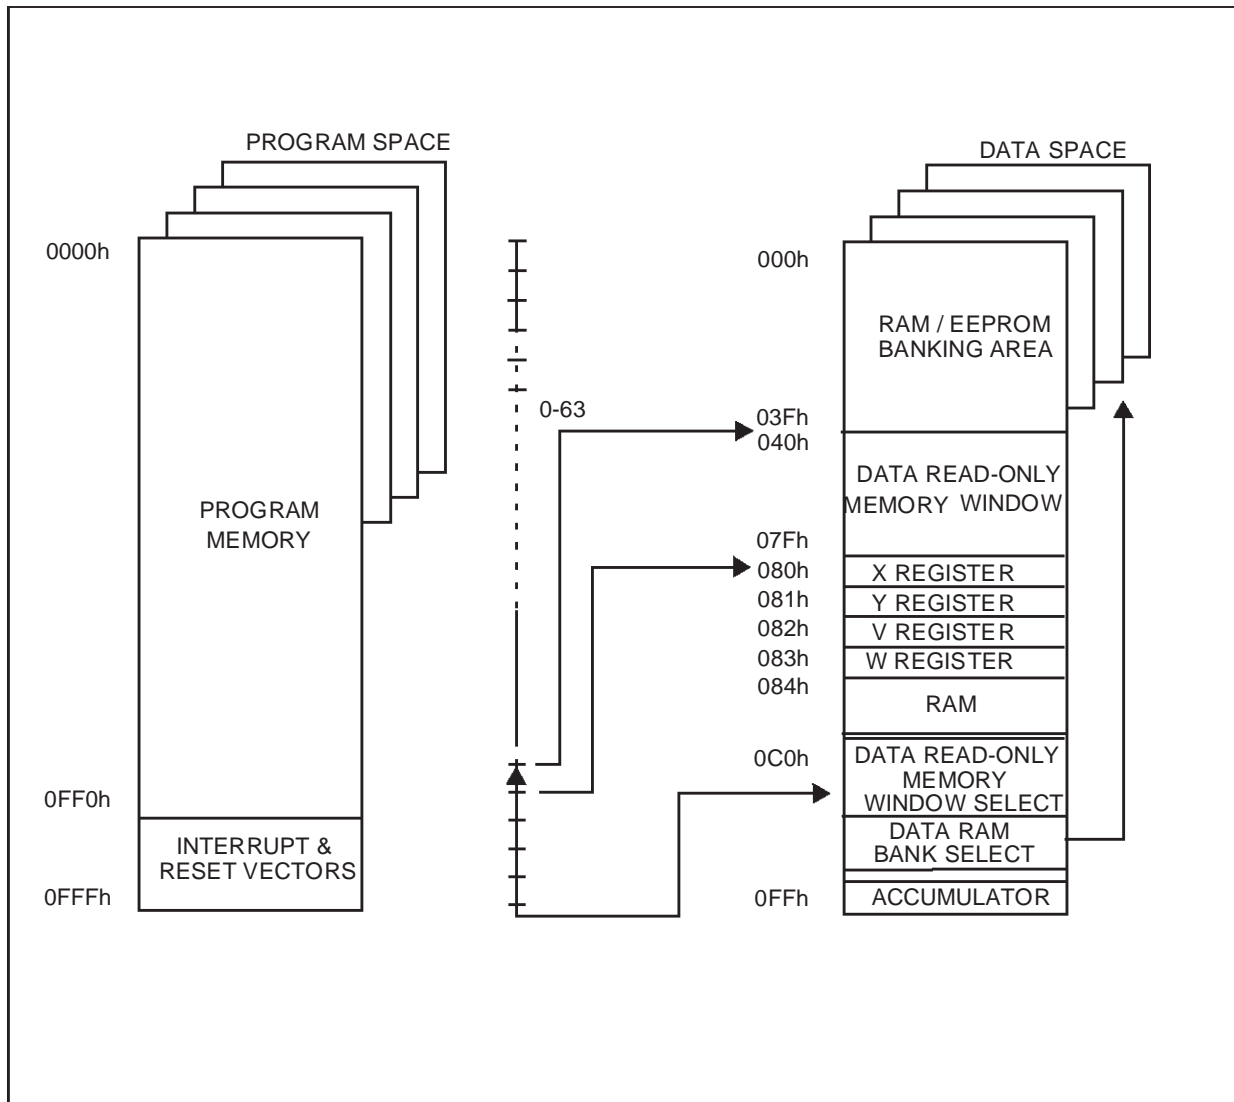 PROGRAM SPACE
0000h
PROGRAM
MEMORY
0FF0h
INTERRUPT &
RESET VECTORS
0FFFh
0-63
DATA SPACE
000h
RAM / EEPROM
BANKING AREA
03Fh
040h
DATA READ-ONLY
MEMORY WINDOW
07Fh
080h
X REGISTER
081h
Y REGISTER
082h
V REGISTER
083h
W REGISTER
084h
RAM
0C0h
DATA READ-ONLY
MEMORY
WINDOW SELECT
DATA RAM
BANK SELECT
0FFh
ACCUMULATOR